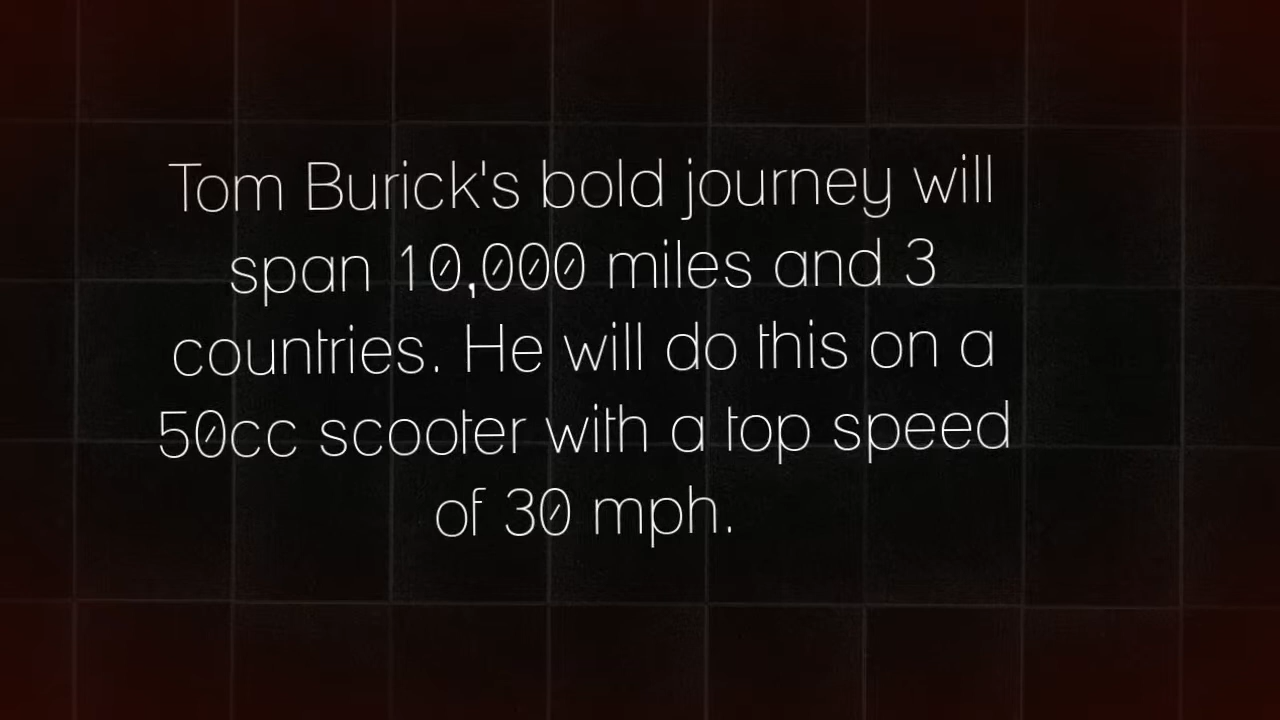 Tom Burick's bold journey will
span 10,000 miles and 3
countries. He will do this on a
50cc scooter with a top speed
of 30 mph.